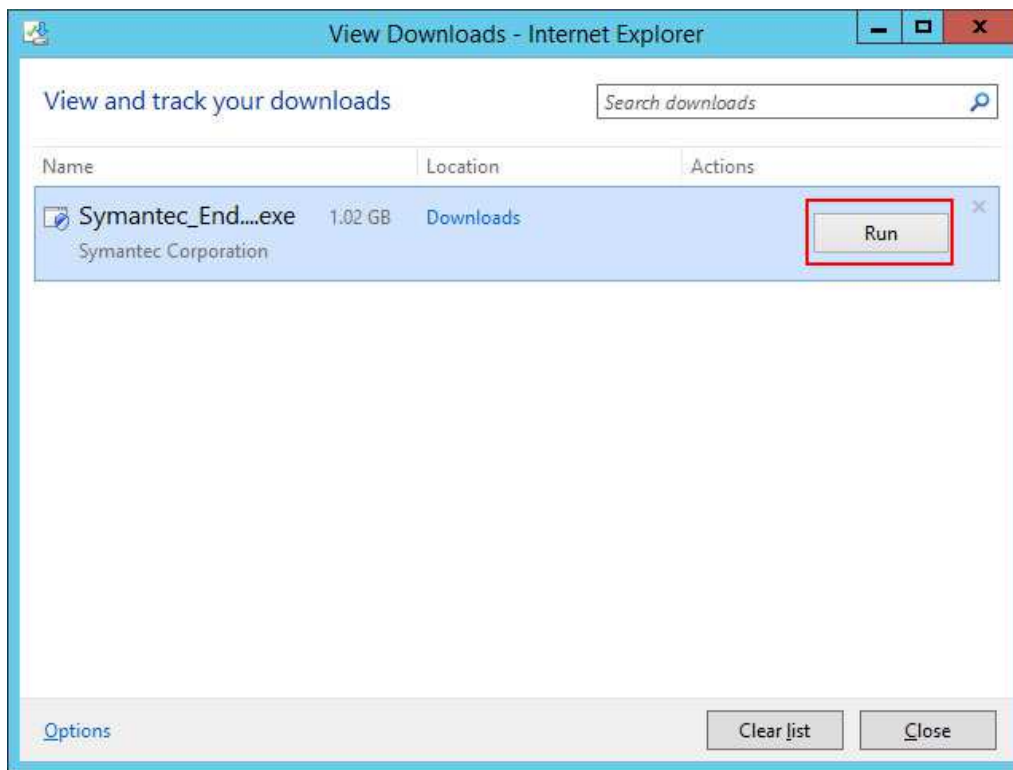 View Downloads - Internet Explorer
View and track your downloads
Search downloads
Name Location Actions
Symantec_End....exe 1.02 GB Downloads Run
Symantec Corporation
Options Clear list Close